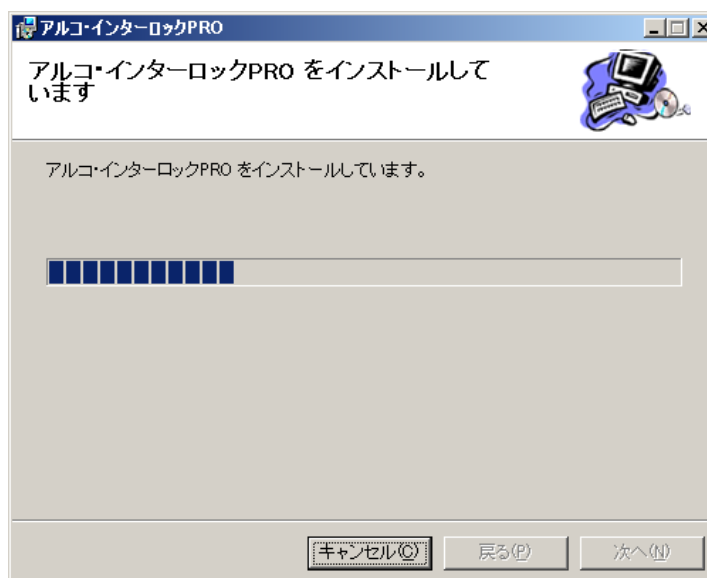 アルコ・インターロックPRO
アルコ・インターロックPRO をインストールして
います
アルコ・インターロックPRO をインストールしています。
キャンセル(C)
戻る(P)
次へ(N)